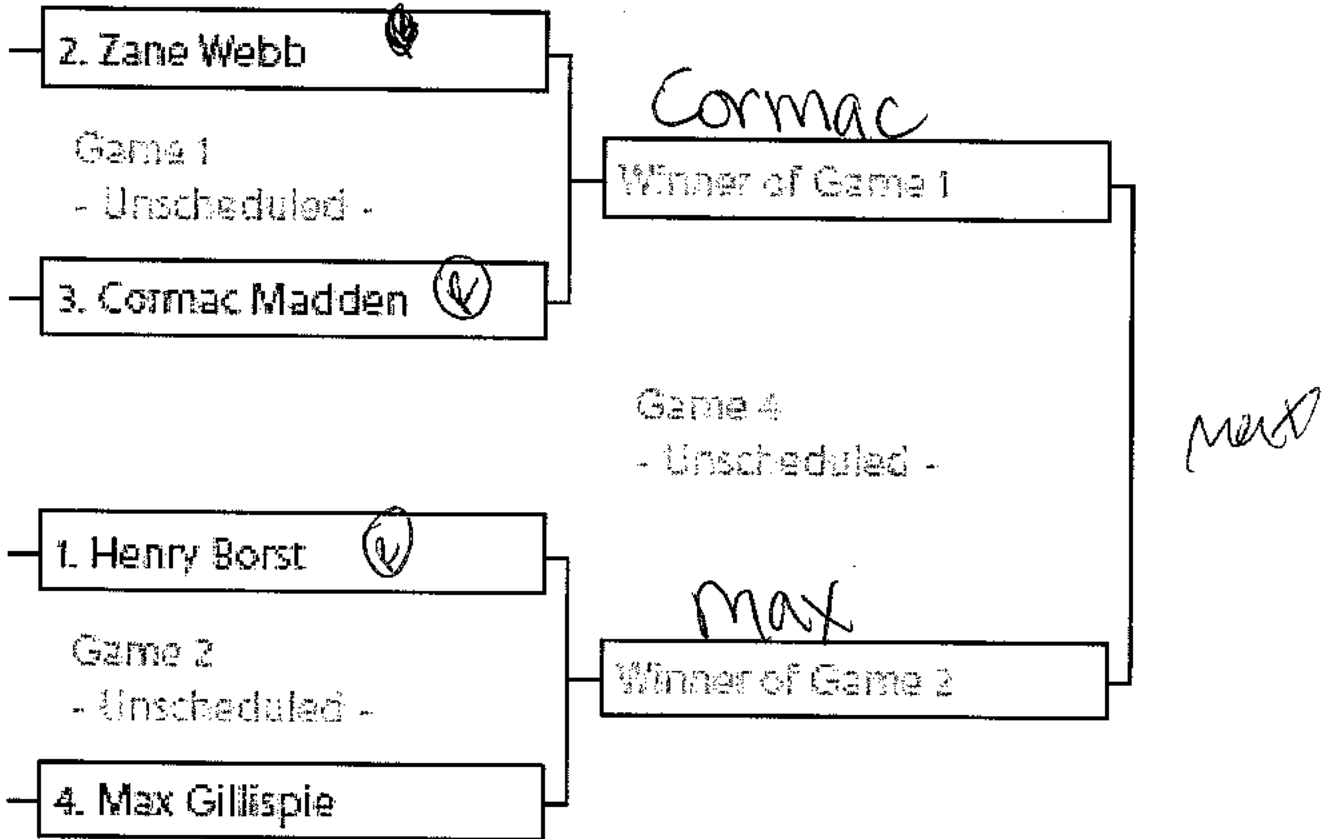 2. Zane Webb
Cormac
Game 1
- Unscheduled -
Winner of Game 1
3. Cormac Madden
Game 4
- Unscheduled -
Max
1. Henry Borst
Max
Game 2
- Unscheduled -
Winner of Game 2
4. Max Gillispie